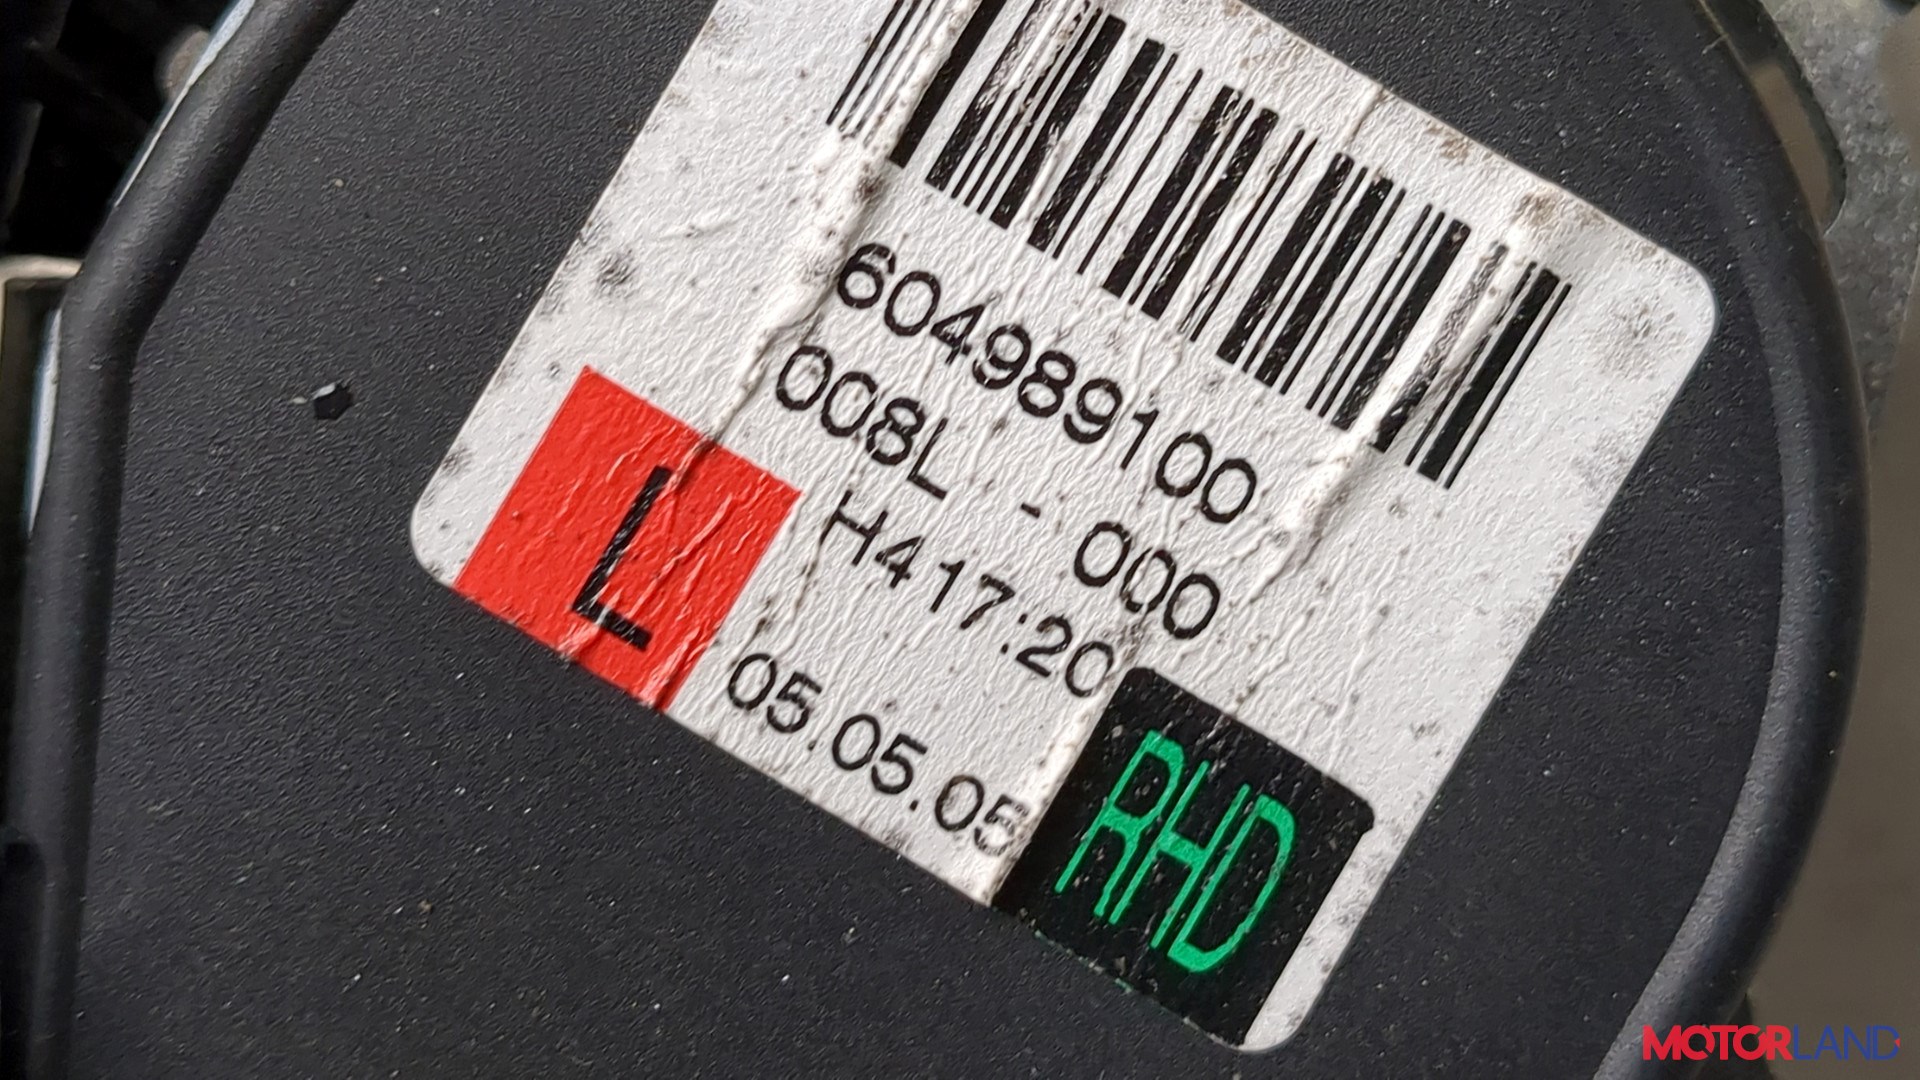 604989100
008L - 000
H417:20
L
05.05.05
RHD
MOTORLAND